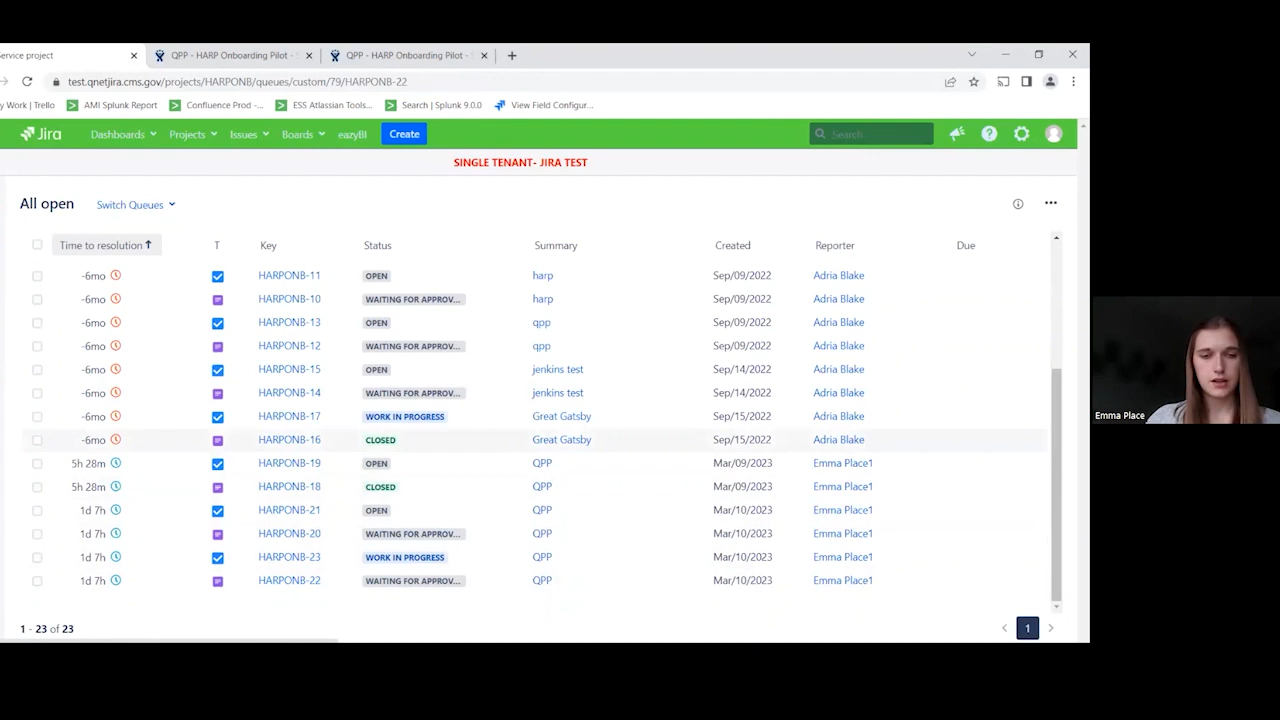 ervice project
QPP - HARP Onboarding Pilot -
QPP - HARP Onboarding Pilot -
test.qnetjira.cms.gov/projects/HARPONB/queues/custom/79/HARPONB-22
y Work | Trello AMI Splunk Report Confluence Prod -... ESS Atlassian Tools... Search | Splunk 9.0.0 View Field Configur...
Jira Dashboards Projects Issues Boards eazyBI Create Search
SINGLE TENANT- JIRA TEST
All open Switch Queues
Time to resolution T Key Status Summary Created Reporter Due
-6mo HARPONB-11 OPEN harp Sep/09/2022 Adria Blake
-6mo HARPONB-10 WAITING FOR APPROV... harp Sep/09/2022 Adria Blake
-6mo HARPONB-13 OPEN qpp Sep/09/2022 Adria Blake
-6mo HARPONB-12 WAITING FOR APPROV... qpp Sep/09/2022 Adria Blake
-6mo HARPONB-15 OPEN jenkins test Sep/14/2022 Adria Blake
-6mo HARPONB-14 WAITING FOR APPROV... jenkins test Sep/14/2022 Adria Blake
-6mo HARPONB-17 WORK IN PROGRESS Great Gatsby Sep/15/2022 Adria Blake
-6mo HARPONB-16 CLOSED Great Gatsby Sep/15/2022 Adria Blake
5h 28m HARPONB-19 OPEN QPP Mar/09/2023 Emma Place1
5h 28m HARPONB-18 CLOSED QPP Mar/09/2023 Emma Place1
1d 7h HARPONB-21 OPEN QPP Mar/10/2023 Emma Place1
1d 7h HARPONB-20 WAITING FOR APPROV... QPP Mar/10/2023 Emma Place1
1d 7h HARPONB-23 WORK IN PROGRESS QPP Mar/10/2023 Emma Place1
1d 7h HARPONB-22 WAITING FOR APPROV... QPP Mar/10/2023 Emma Place1
1 - 23 of 23 1
Emma Place